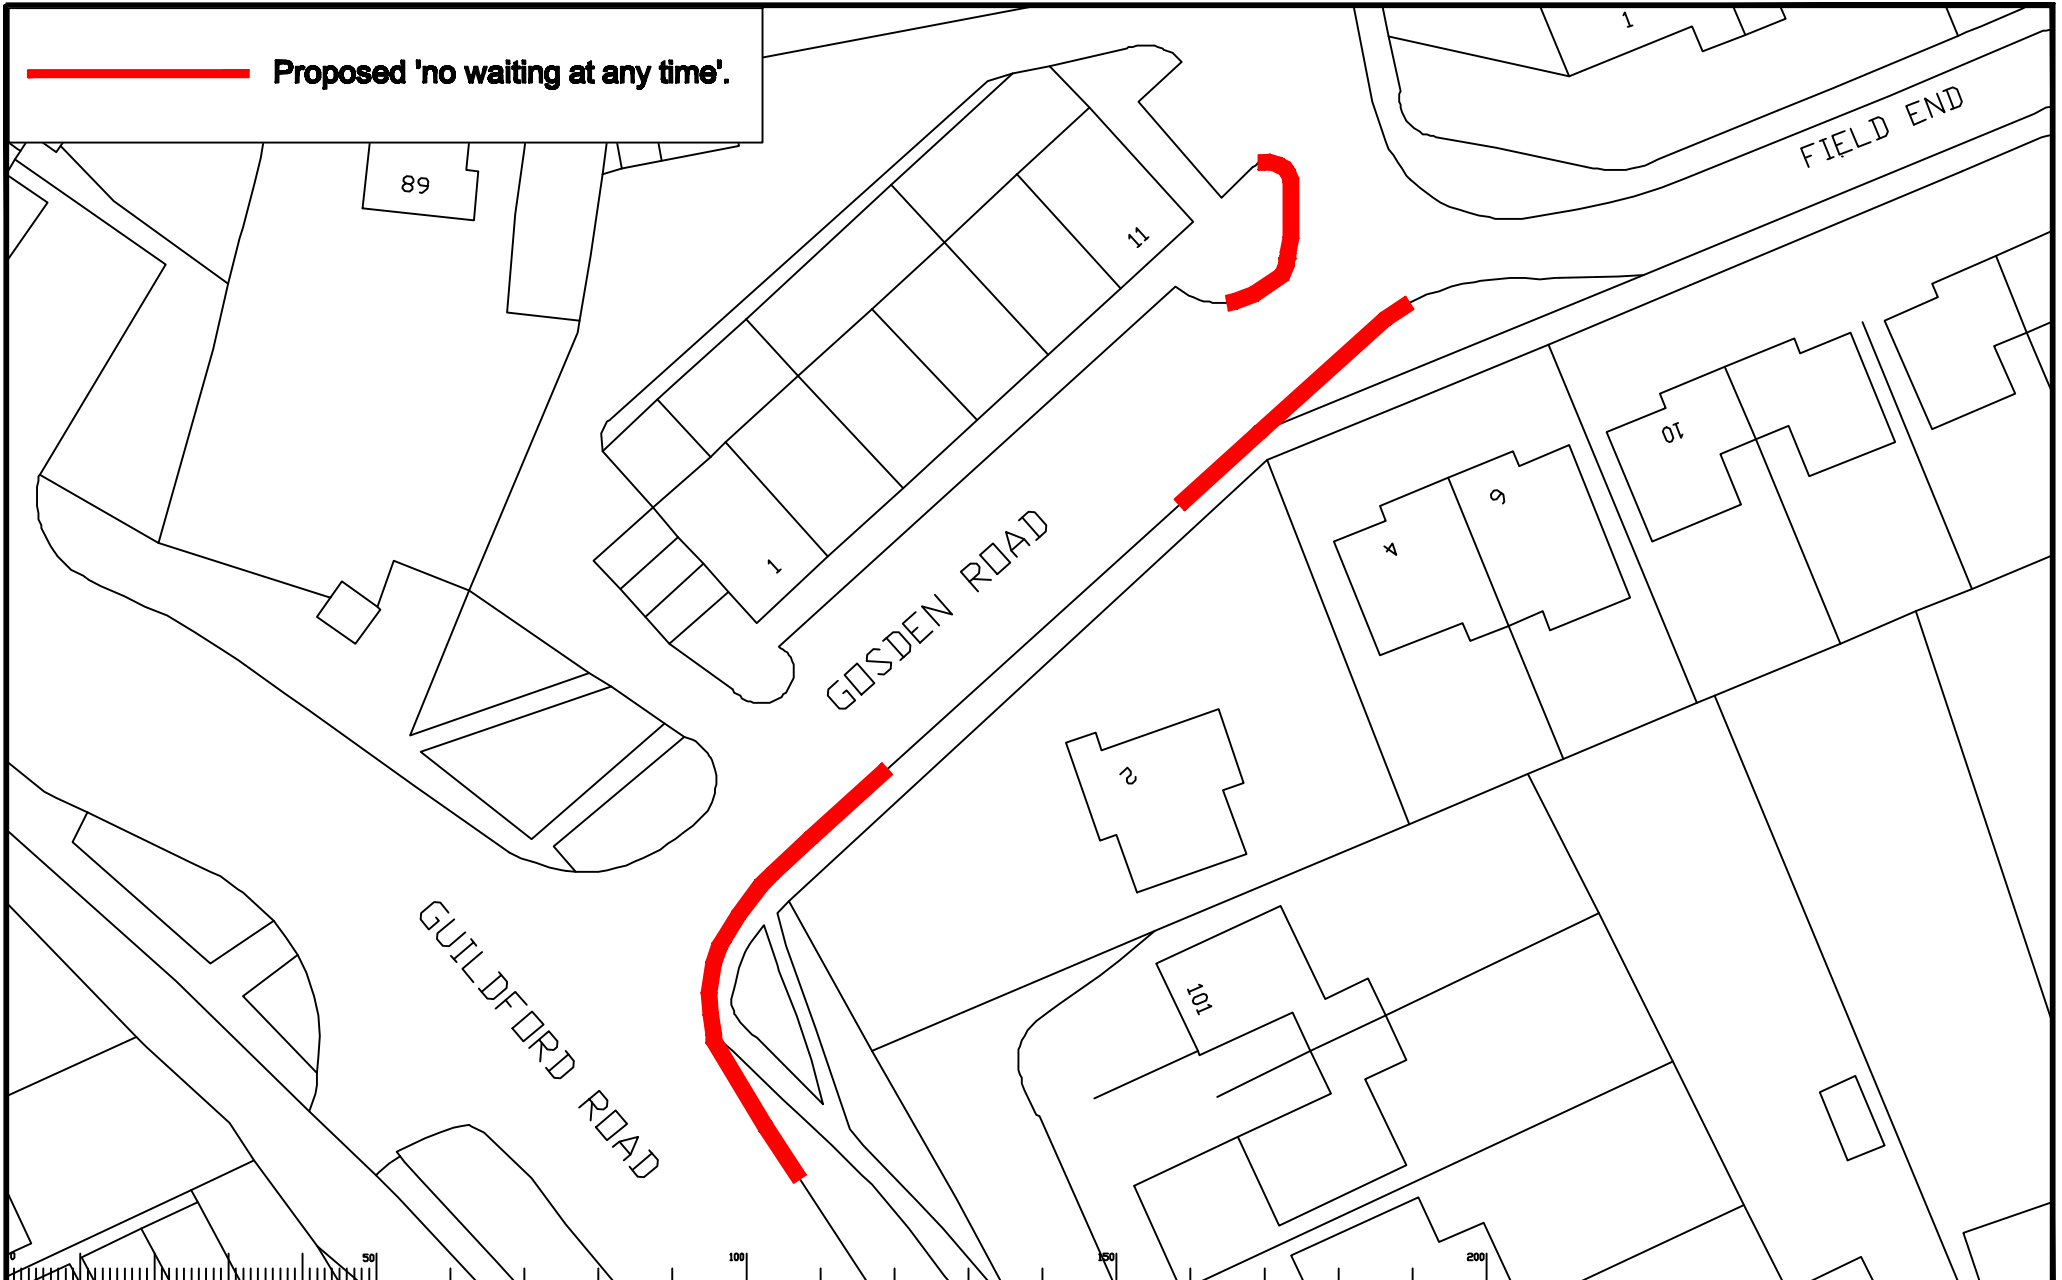 Proposed 'no waiting at any time'.
1
FIELD END
89
11
10
6
4
1
GOSDEN ROAD
2
101
GUILDFORD ROAD
0 50 100 150 200